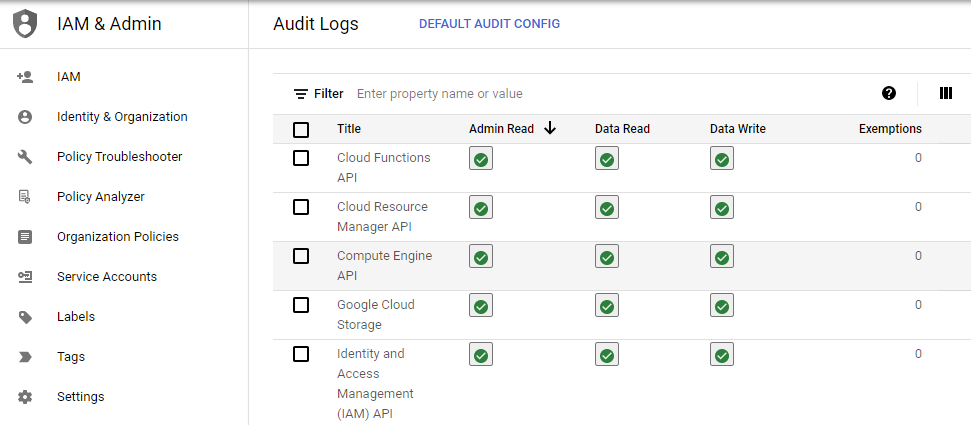 IAM & Admin
Audit Logs
DEFAULT AUDIT CONFIG
IAM
Identity & Organization
Policy Troubleshooter
Policy Analyzer
Organization Policies
Service Accounts
Labels
Tags
Settings
Filter Enter property name or value
Title Admin Read Data Read Data Write Exemptions
Cloud Functions
API
0
Cloud Resource
Manager API
0
Compute Engine
API
0
Google Cloud
Storage
0
Identity and
Access
Management
(IAM) API
0